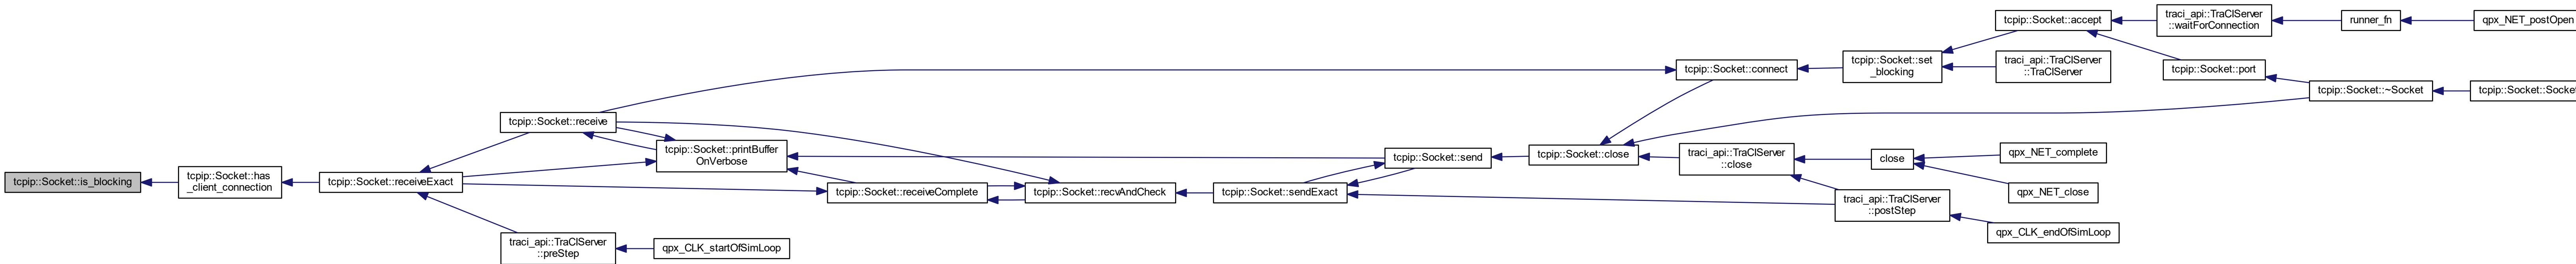 tcpip::Socket::is_blocking
tcpip::Socket::has
_client_connection
tcpip::Socket::receiveExact
tcpip::Socket::receive
traci_api::TraCIServer
::preStep
tcpip::Socket::printBuffer
OnVerbose
qpx_CLK_startOfSimLoop
tcpip::Socket::receiveComplete
tcpip::Socket::recvAndCheck
tcpip::Socket::sendExact
tcpip::Socket::send
tcpip::Socket::close
tcpip::Socket::connect
traci_api::TraCIServer
::close
tcpip::Socket::set
_blocking
close
traci_api::TraCIServer
::postStep
tcpip::Socket::accept
traci_api::TraCIServer
::TraCIServer
qpx_NET_complete
qpx_NET_close
qpx_CLK_endOfSimLoop
traci_api::TraCIServer
::waitForConnection
tcpip::Socket::port
runner_fn
tcpip::Socket::~Socket
qpx_NET_postOpen
tcpip::Socket::Socket